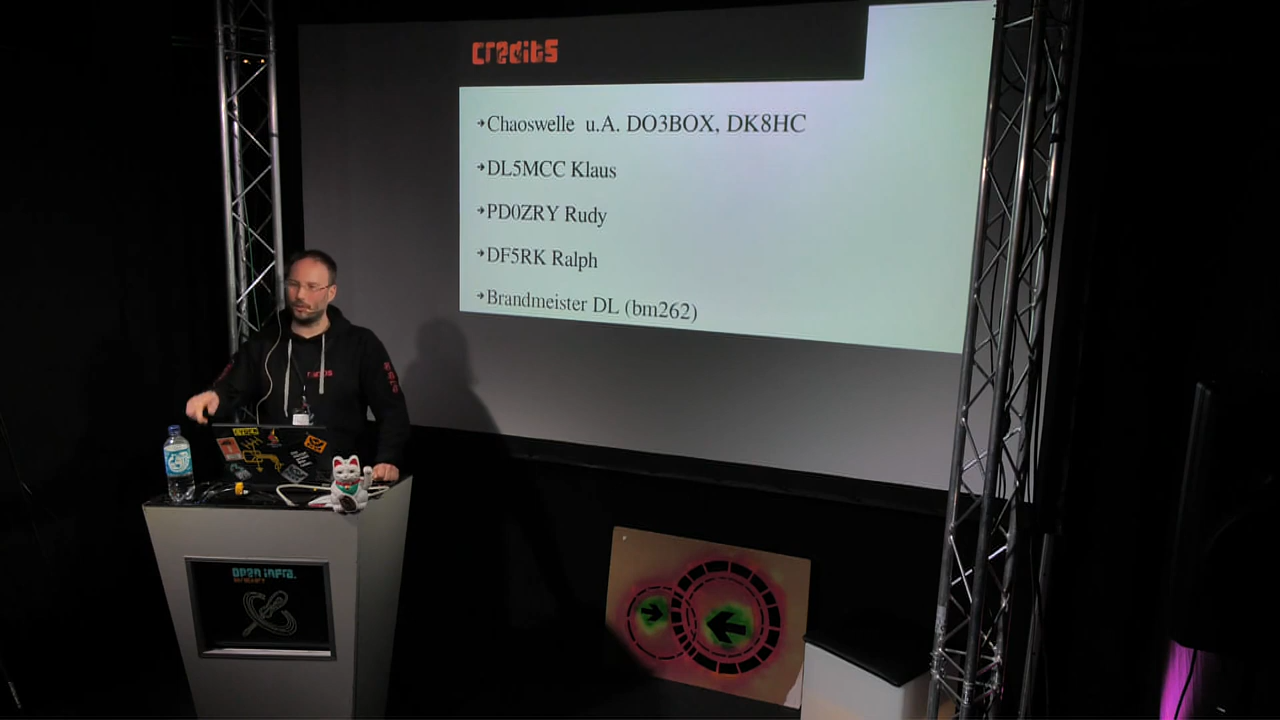 credits
→Chaoswelle u.A. DO3BOX, DK8HC
→DL5MCC Klaus
→PD0ZRY Rudy
→DF5RK Ralph
→Brandmeister DL (bm262)
open infra.